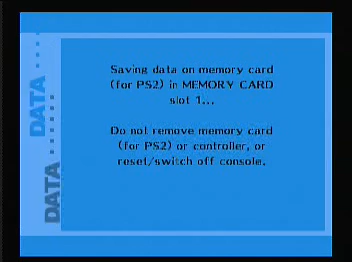 Saving data on memory card
(for PS2) in MEMORY CARD
slot 1...
Do not remove memory card
(for PS2) or controller, or
reset/switch off console.
DATA....
DATA....